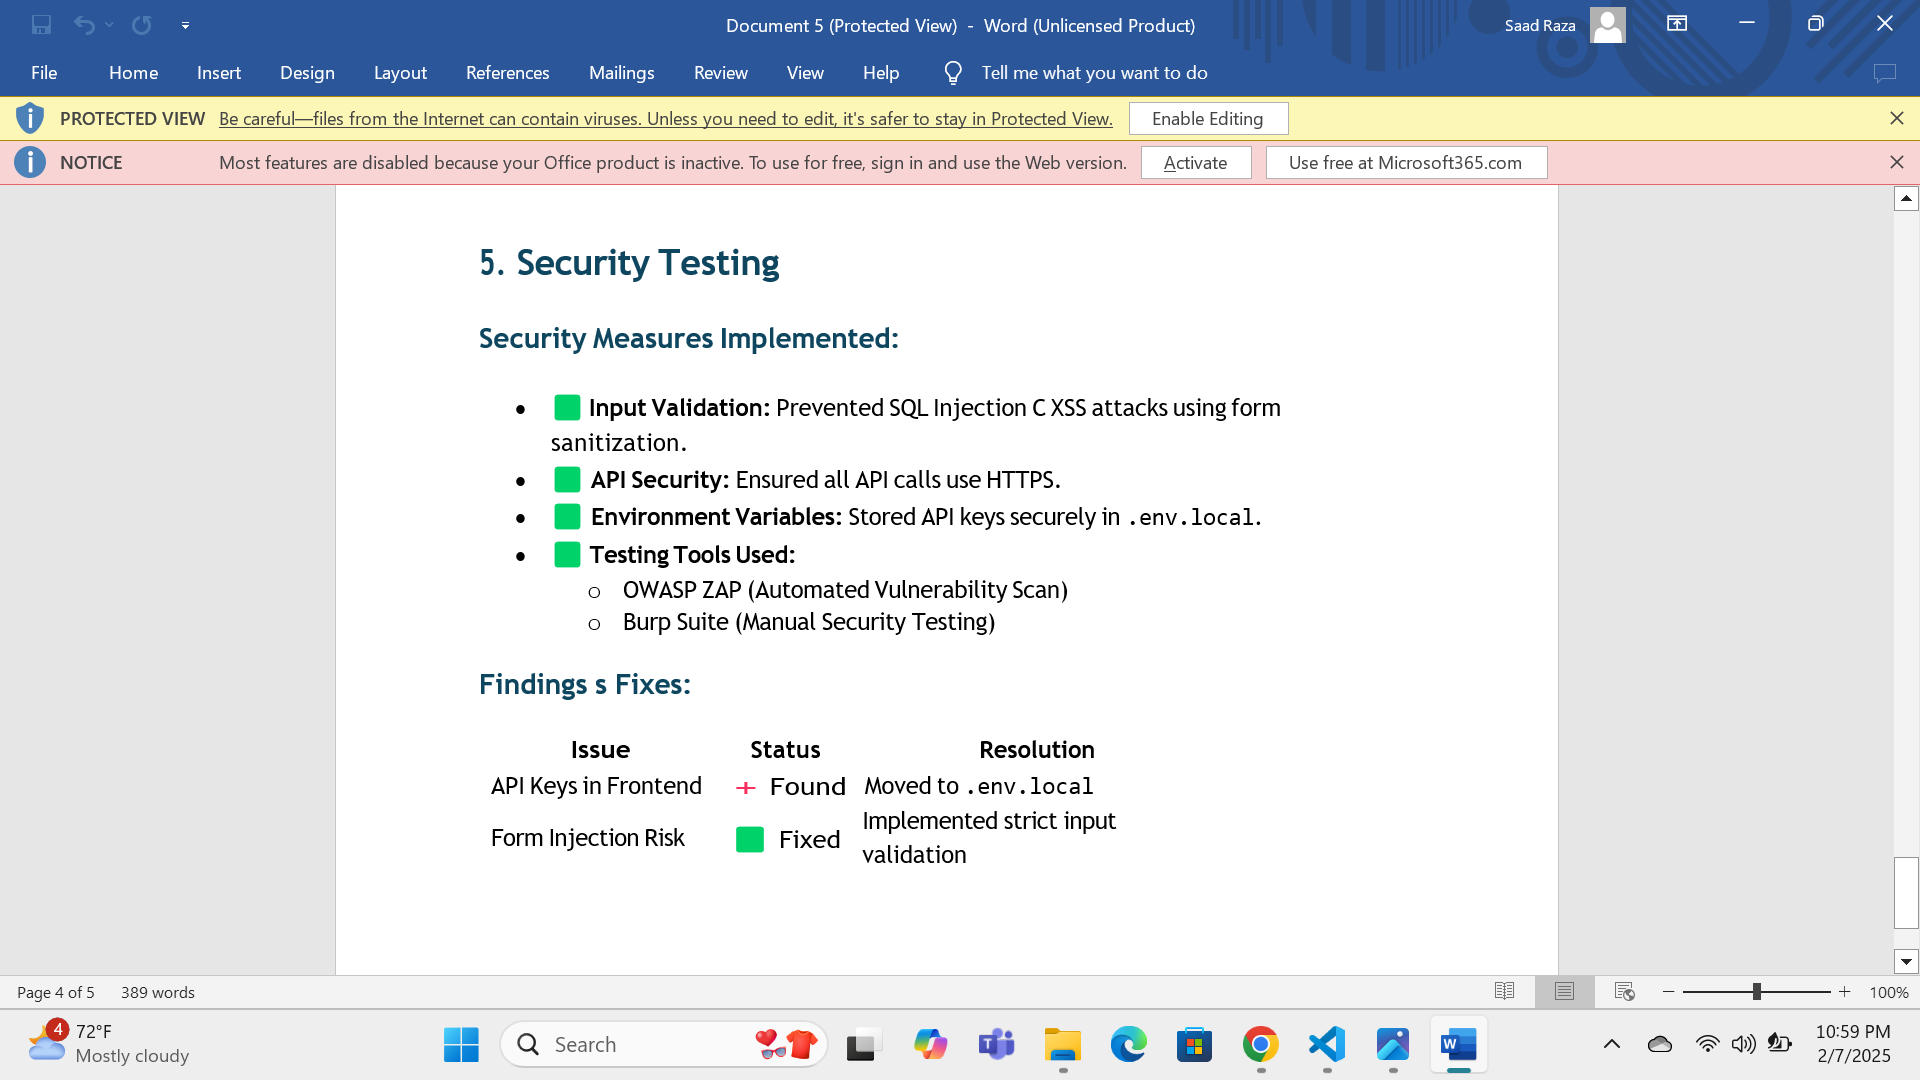 Document 5 (Protected View) - Word (Unlicensed Product)
Saad Raza
File Home Insert Design Layout References Mailings Review View Help Tell me what you want to do
PROTECTED VIEW Be careful—files from the Internet can contain viruses. Unless you need to edit, it's safer to stay in Protected View. Enable Editing
NOTICE Most features are disabled because your Office product is inactive. To use for free, sign in and use the Web version. Activate Use free at Microsoft365.com
5. Security Testing
Security Measures Implemented:
• Input Validation: Prevented SQL Injection C XSS attacks using form
sanitization.
• API Security: Ensured all API calls use HTTPS.
• Environment Variables: Stored API keys securely in .env.local.
• Testing Tools Used:
o OWASP ZAP (Automated Vulnerability Scan)
o Burp Suite (Manual Security Testing)
Findings s Fixes:
Issue Status Resolution
API Keys in Frontend + Found Moved to .env.local
Form Injection Risk Fixed Implemented strict input
validation
Page 4 of 5 389 words
100%
4 72°F
Mostly cloudy
Search
10:59 PM
2/7/2025